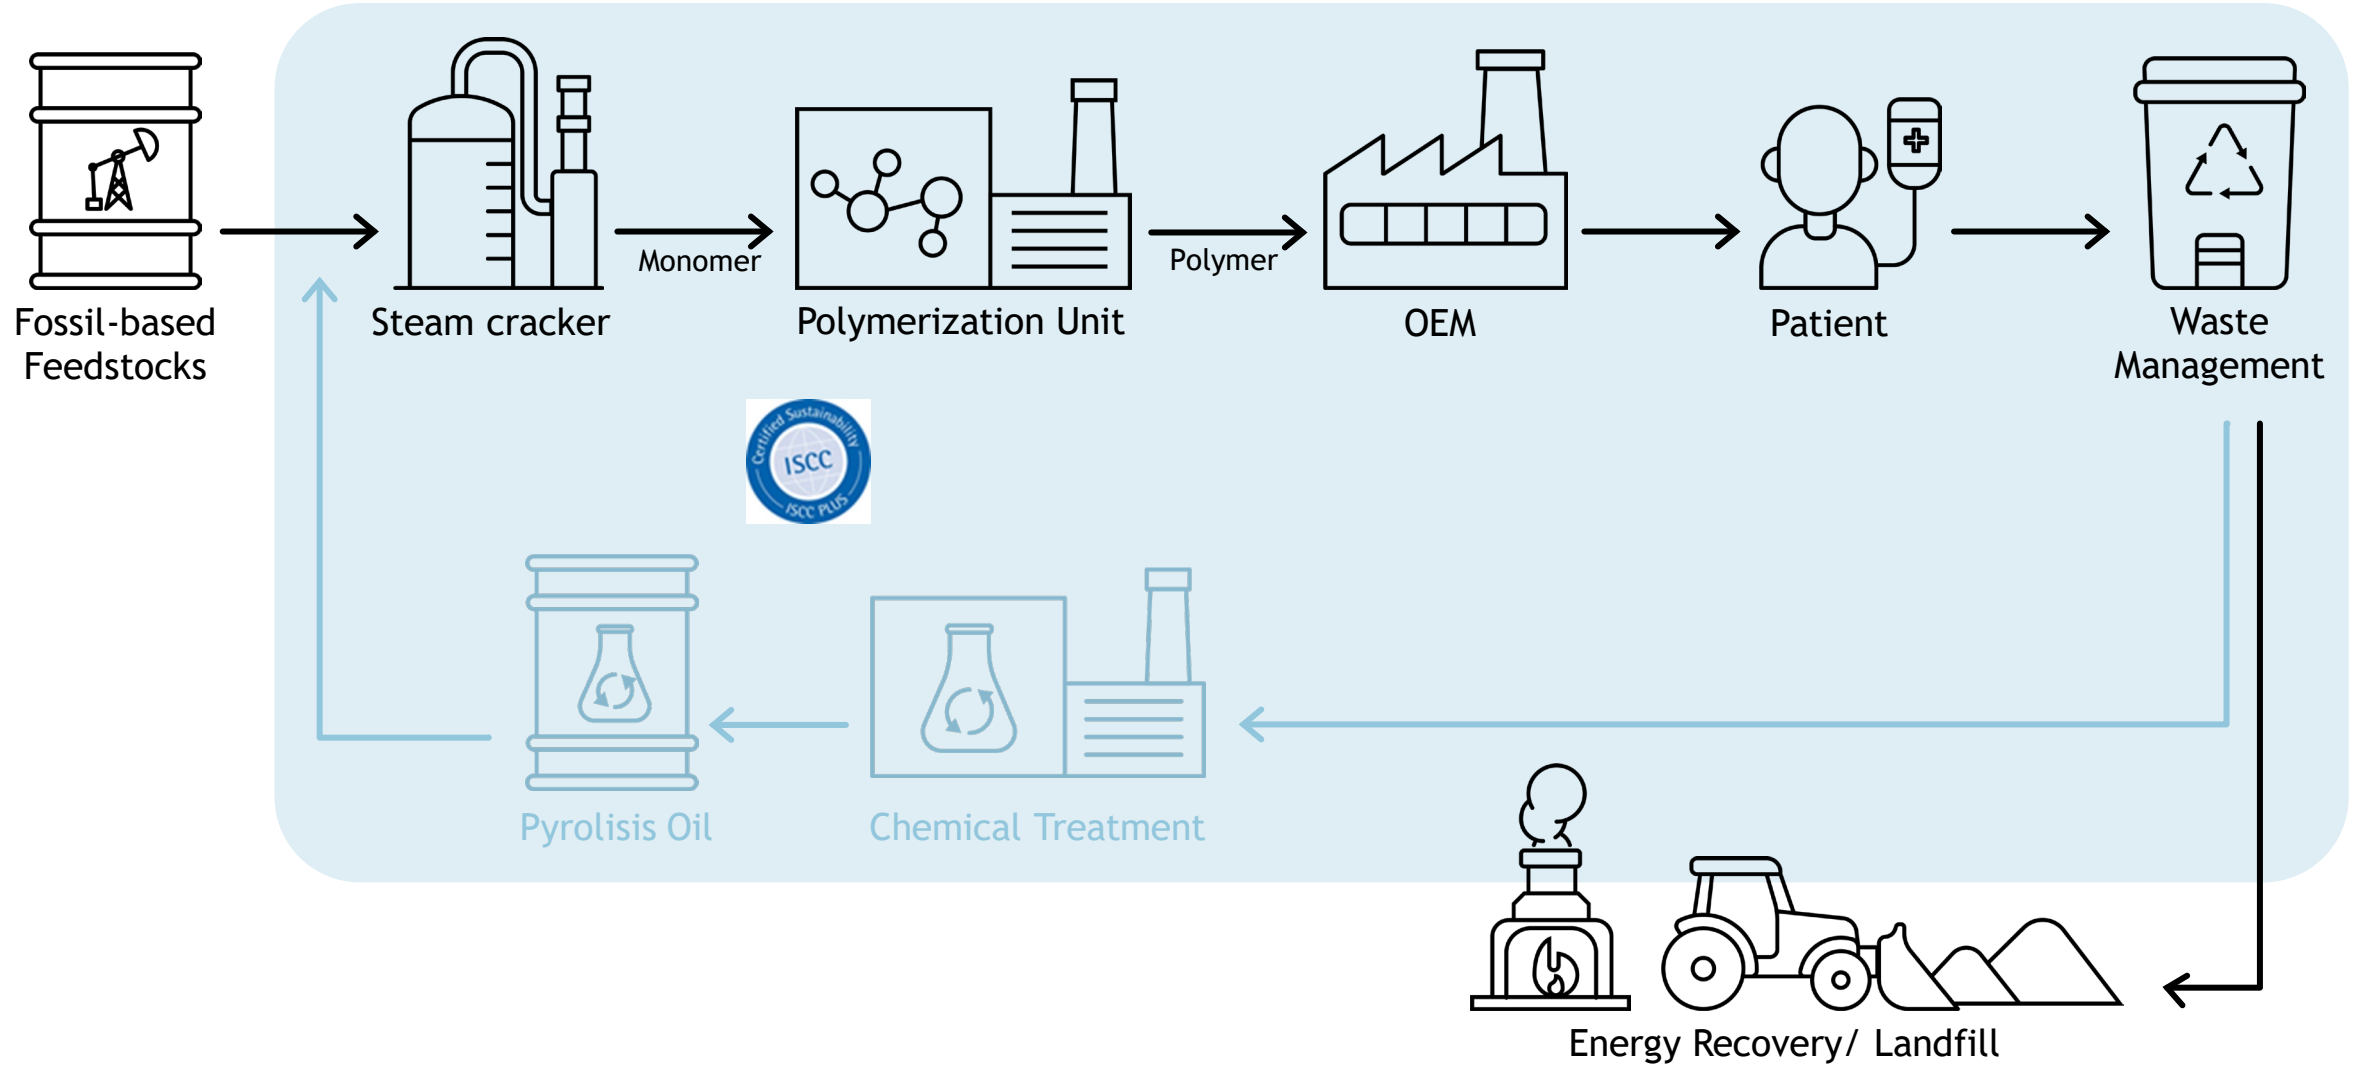 Monomer
Polymer
Fossil-based
Feedstocks
Steam cracker
Polymerization Unit
OEM
Patient
Waste
Management
Certified Sustainability
ISCC
ISCC PLUS
Pyrolisis Oil
Chemical Treatment
Energy Recovery/ Landfill